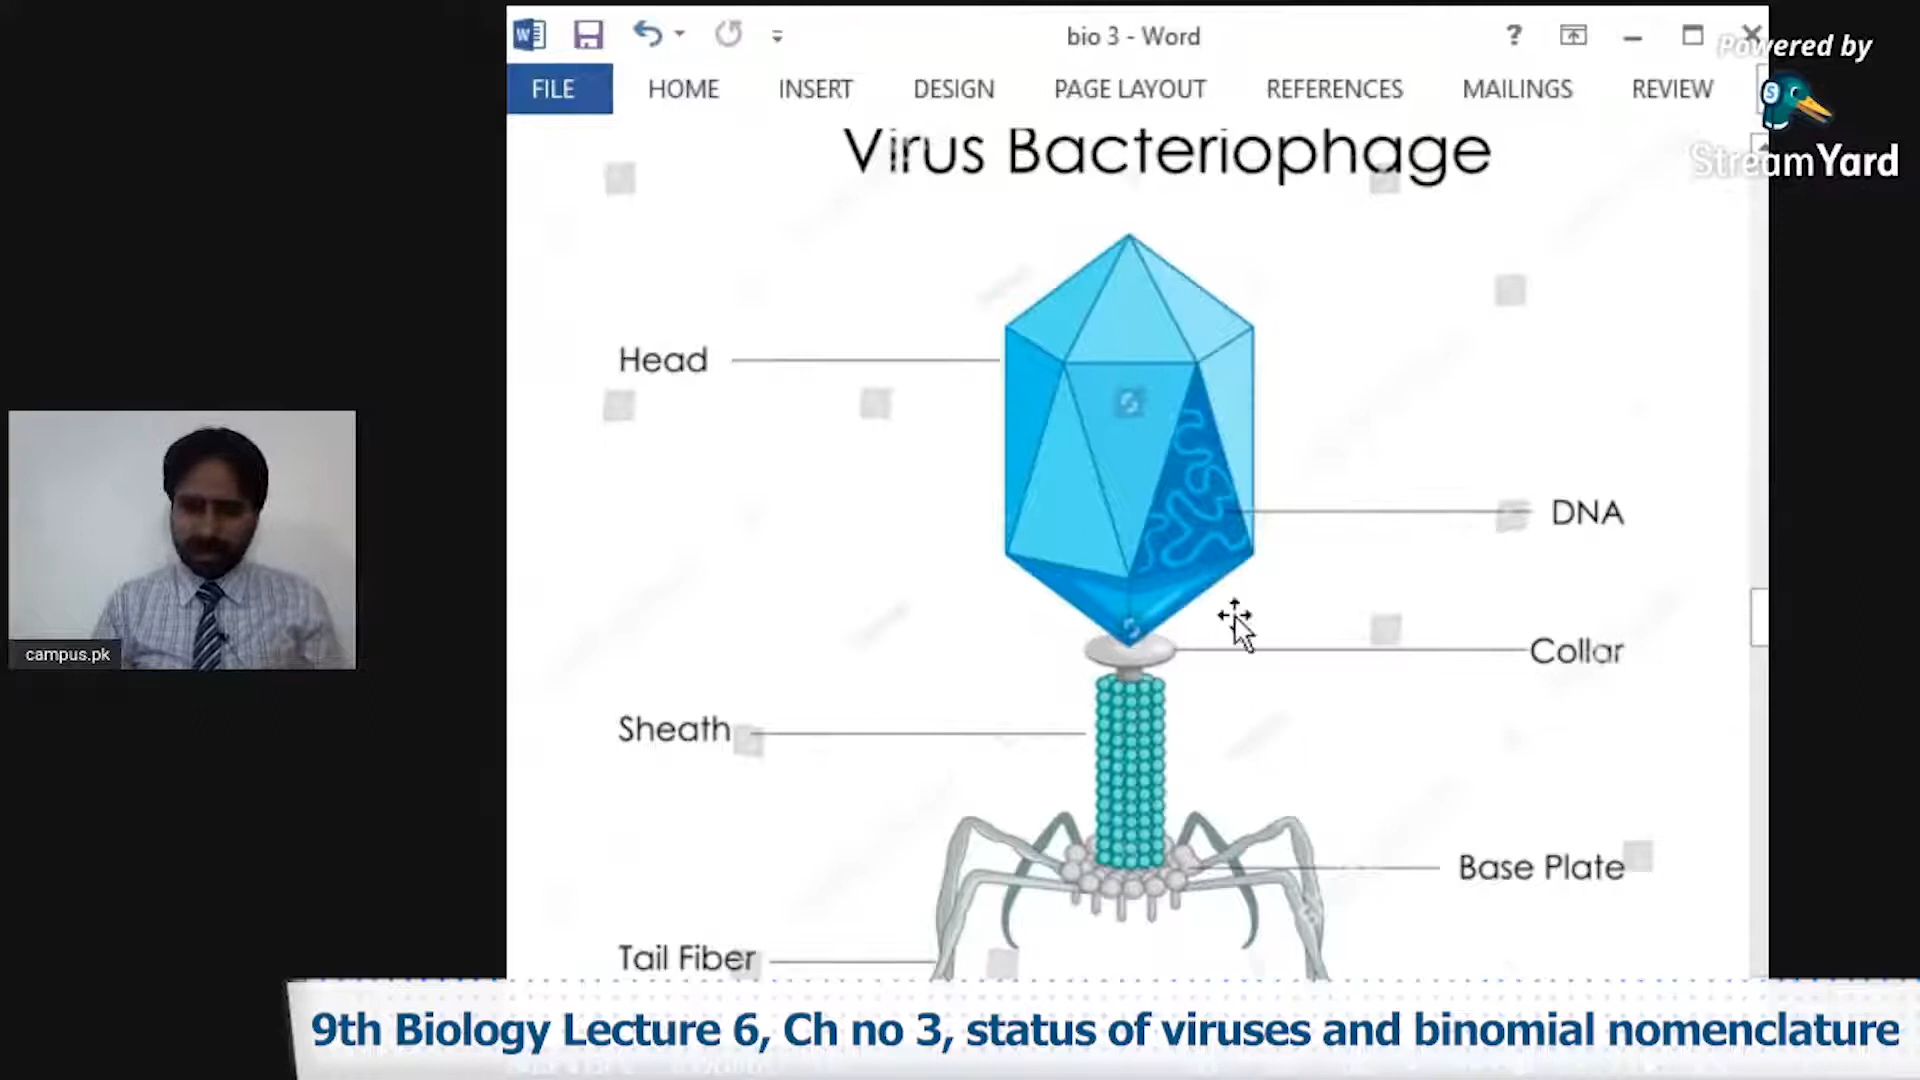 bio 3 - Word
?
Powered by
StreamYard
FILE HOME INSERT DESIGN PAGE LAYOUT REFERENCES MAILINGS REVIEW
Virus Bacteriophage
Head
DNA
Collar
Sheath
Base Plate
Tail Fiber
campus.pk
9th Biology Lecture 6, Ch no 3, status of viruses and binomial nomenclature